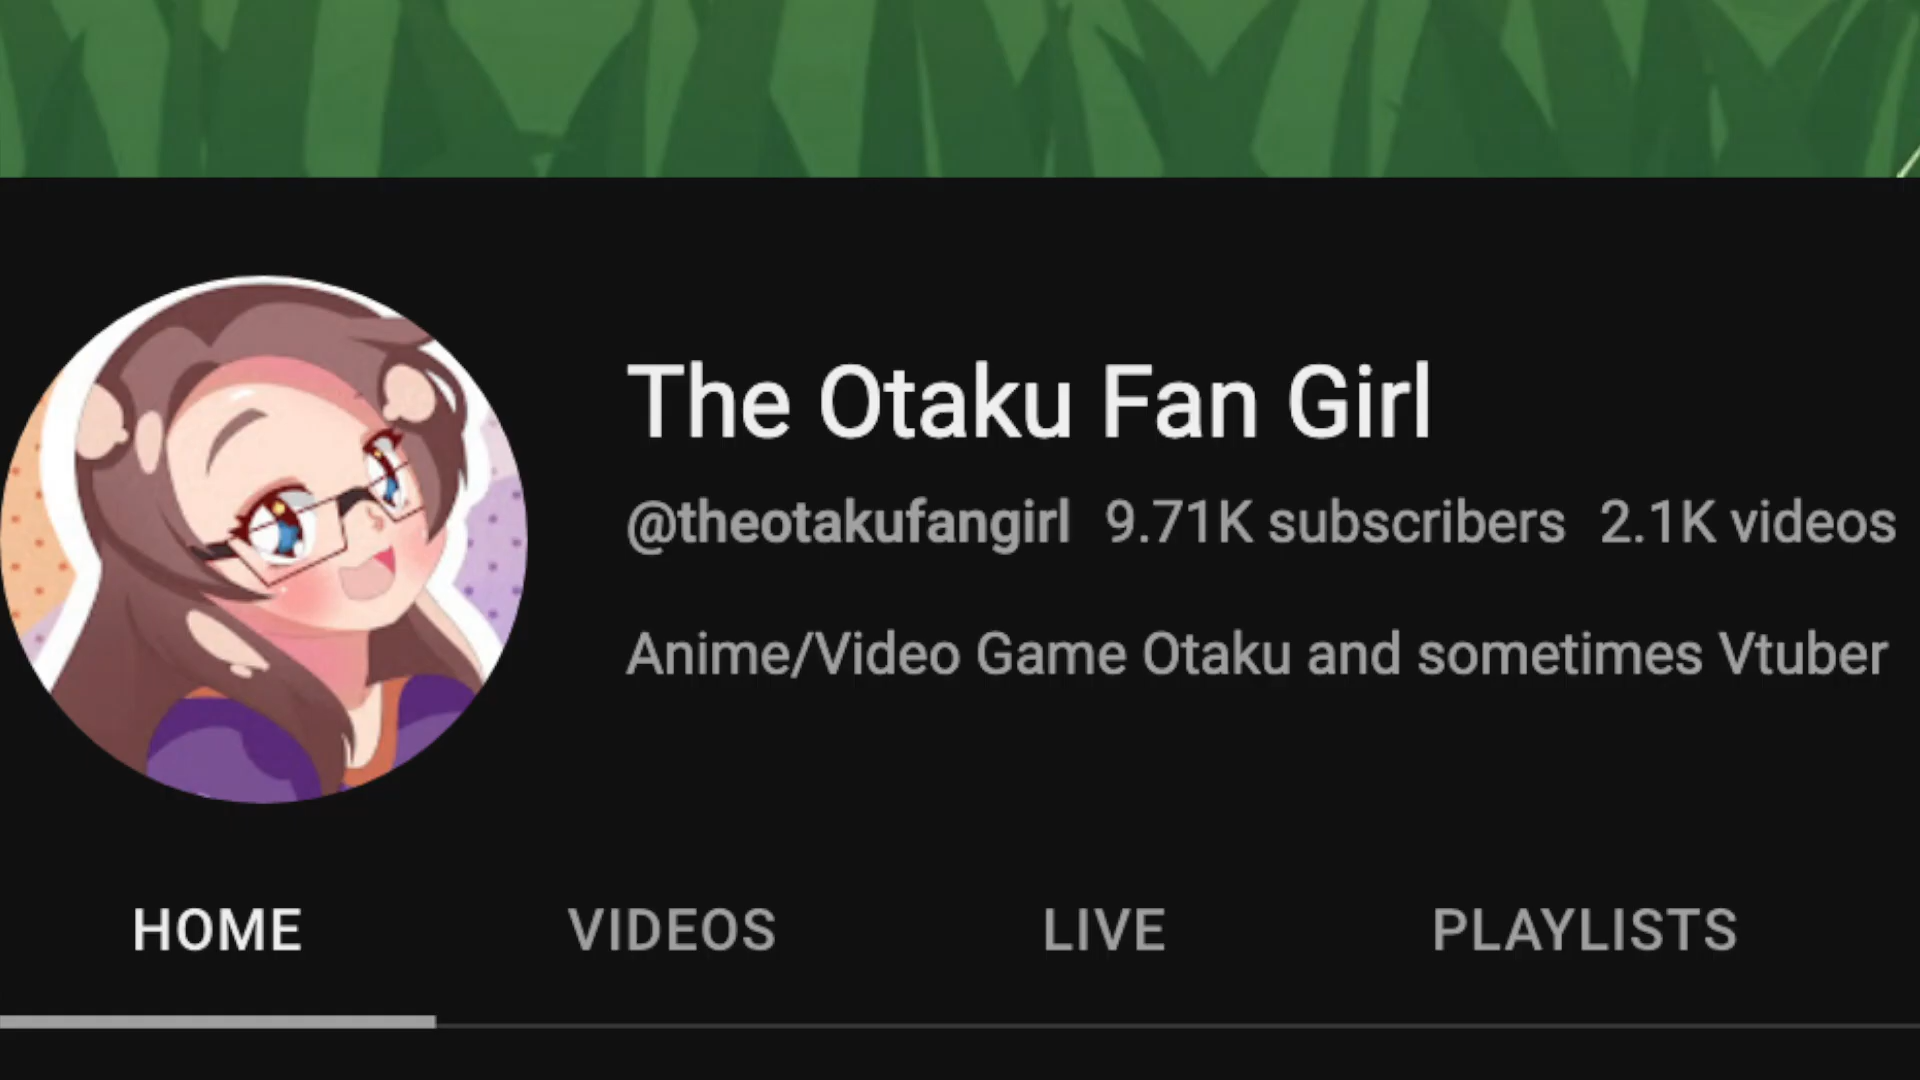 The Otaku Fan Girl
@theotakufangirl 9.71K subscribers 2.1K videos
Anime/Video Game Otaku and sometimes Vtuber
HOME VIDEOS LIVE PLAYLISTS